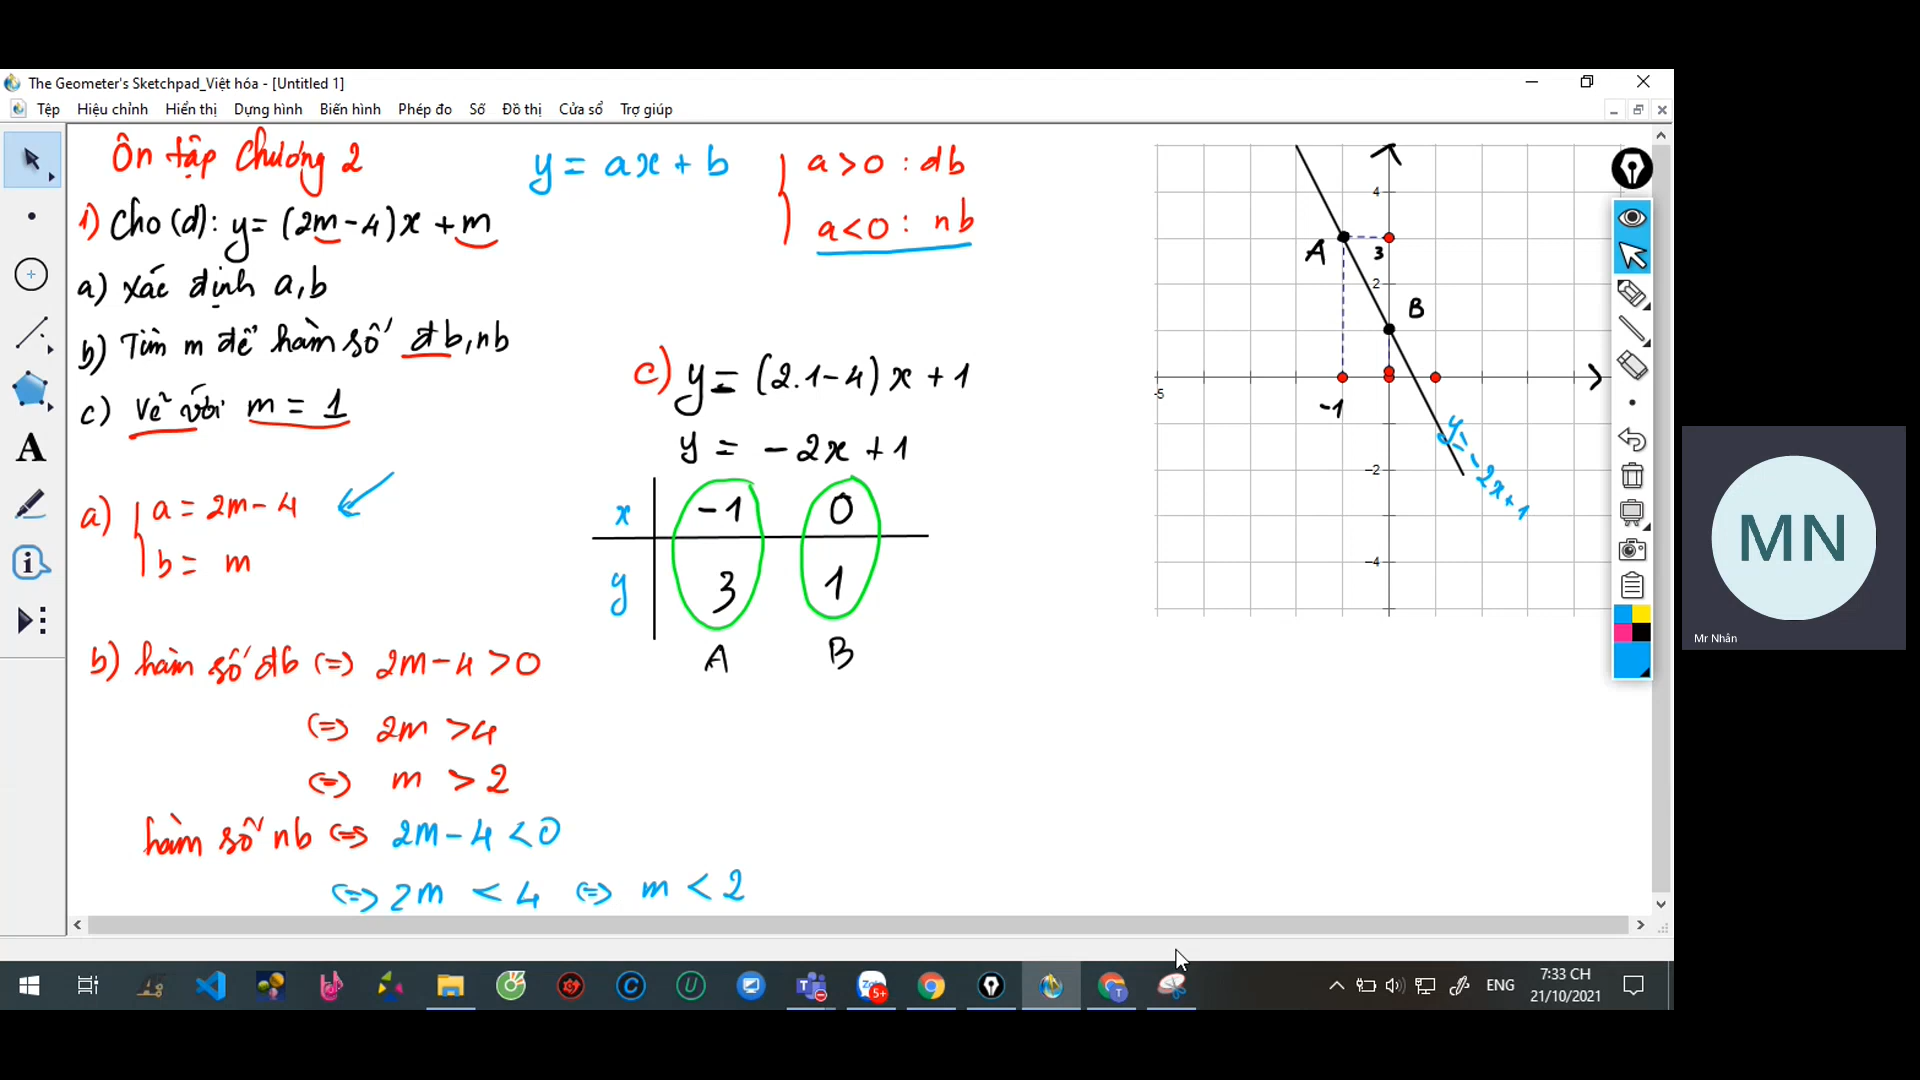 The Geometer's Sketchpad_Việt hóa - [Untitled 1]
Tệp Hiệu chỉnh Hiển thị Dựng hình Biến hình Phép đo Số Đồ thị Cửa sổ Trợ giúp
Ôn tập Chương 2
y = ax + b
a > 0 : đb
a < 0 : nb
1) Cho (d): y = (2m - 4)x + m
a) Xác định a, b
b) Tìm m để hàm số đb, nb
c) Vẽ với m = 1
a) a = 2m - 4
b = m
b) hàm số đb (=) 2m - 4 > 0
(=) 2m > 4
(=) m > 2
hàm số nb (=) 2m - 4 < 0
(=) 2m < 4 (=) m < 2
c) y = (2.1 - 4) x + 1
y = - 2x + 1
x -1 0
y 3 1
A B
4
A 3
2
B
-5
-1
y = - 2x + 1
-2
-4
A
MN
Mr Nhân
5+
T
ENG
7:33 CH
21/10/2021